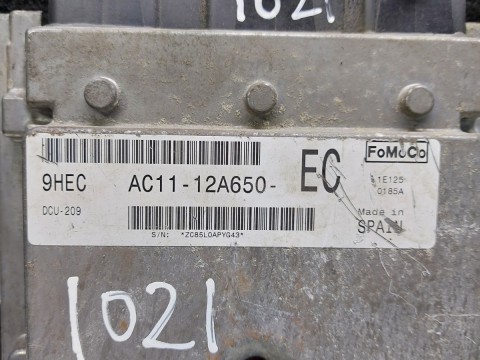 1021
FoMoCo
9HEC AC11-12A650- EC
1E125
0185A
DCU-209
Made in
SPAIN
S/N: *ZC85L0APYG43*
1021